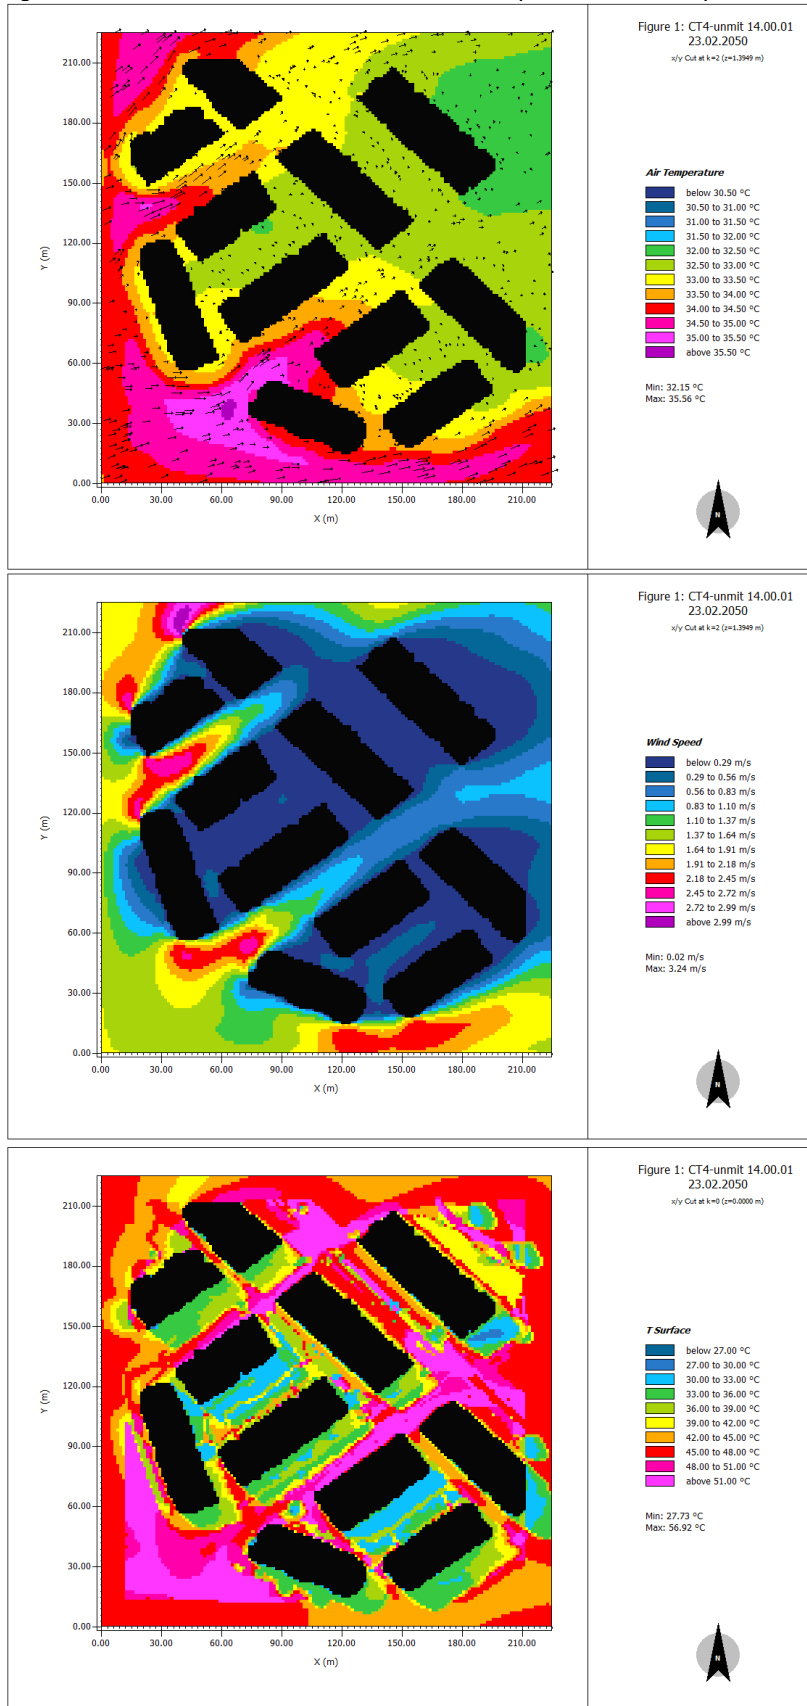 Figure 1: CT4-unmit 14.00.01
23.02.2050
x/y Cut at k=2 (z=1.3949 m)
Air Temperature
below 30.50 °C
30.50 to 31.00 °C
31.00 to 31.50 °C
31.50 to 32.00 °C
32.00 to 32.50 °C
32.50 to 33.00 °C
33.00 to 33.50 °C
33.50 to 34.00 °C
34.00 to 34.50 °C
34.50 to 35.00 °C
35.00 to 35.50 °C
above 35.50 °C
Min: 32.15 °C
Max: 35.56 °C
N
210.00
180.00
150.00
120.00
90.00
60.00
30.00
0.00
Y (m)
0.00 30.00 60.00 90.00 120.00 150.00 180.00 210.00
X (m)
Figure 1: CT4-unmit 14.00.01
23.02.2050
x/y Cut at k=2 (z=1.3949 m)
Wind Speed
below 0.29 m/s
0.29 to 0.56 m/s
0.56 to 0.83 m/s
0.83 to 1.10 m/s
1.10 to 1.37 m/s
1.37 to 1.64 m/s
1.64 to 1.91 m/s
1.91 to 2.18 m/s
2.18 to 2.45 m/s
2.45 to 2.72 m/s
2.72 to 2.99 m/s
above 2.99 m/s
Min: 0.02 m/s
Max: 3.24 m/s
N
210.00
180.00
150.00
120.00
90.00
60.00
30.00
0.00
Y (m)
0.00 30.00 60.00 90.00 120.00 150.00 180.00 210.00
X (m)
Figure 1: CT4-unmit 14.00.01
23.02.2050
x/y Cut at k=0 (z=0.0000 m)
T Surface
below 27.00 °C
27.00 to 30.00 °C
30.00 to 33.00 °C
33.00 to 36.00 °C
36.00 to 39.00 °C
39.00 to 42.00 °C
42.00 to 45.00 °C
45.00 to 48.00 °C
48.00 to 51.00 °C
above 51.00 °C
Min: 27.73 °C
Max: 56.92 °C
N
210.00
180.00
150.00
120.00
90.00
60.00
30.00
0.00
Y (m)
0.00 30.00 60.00 90.00 120.00 150.00 180.00 210.00
X (m)